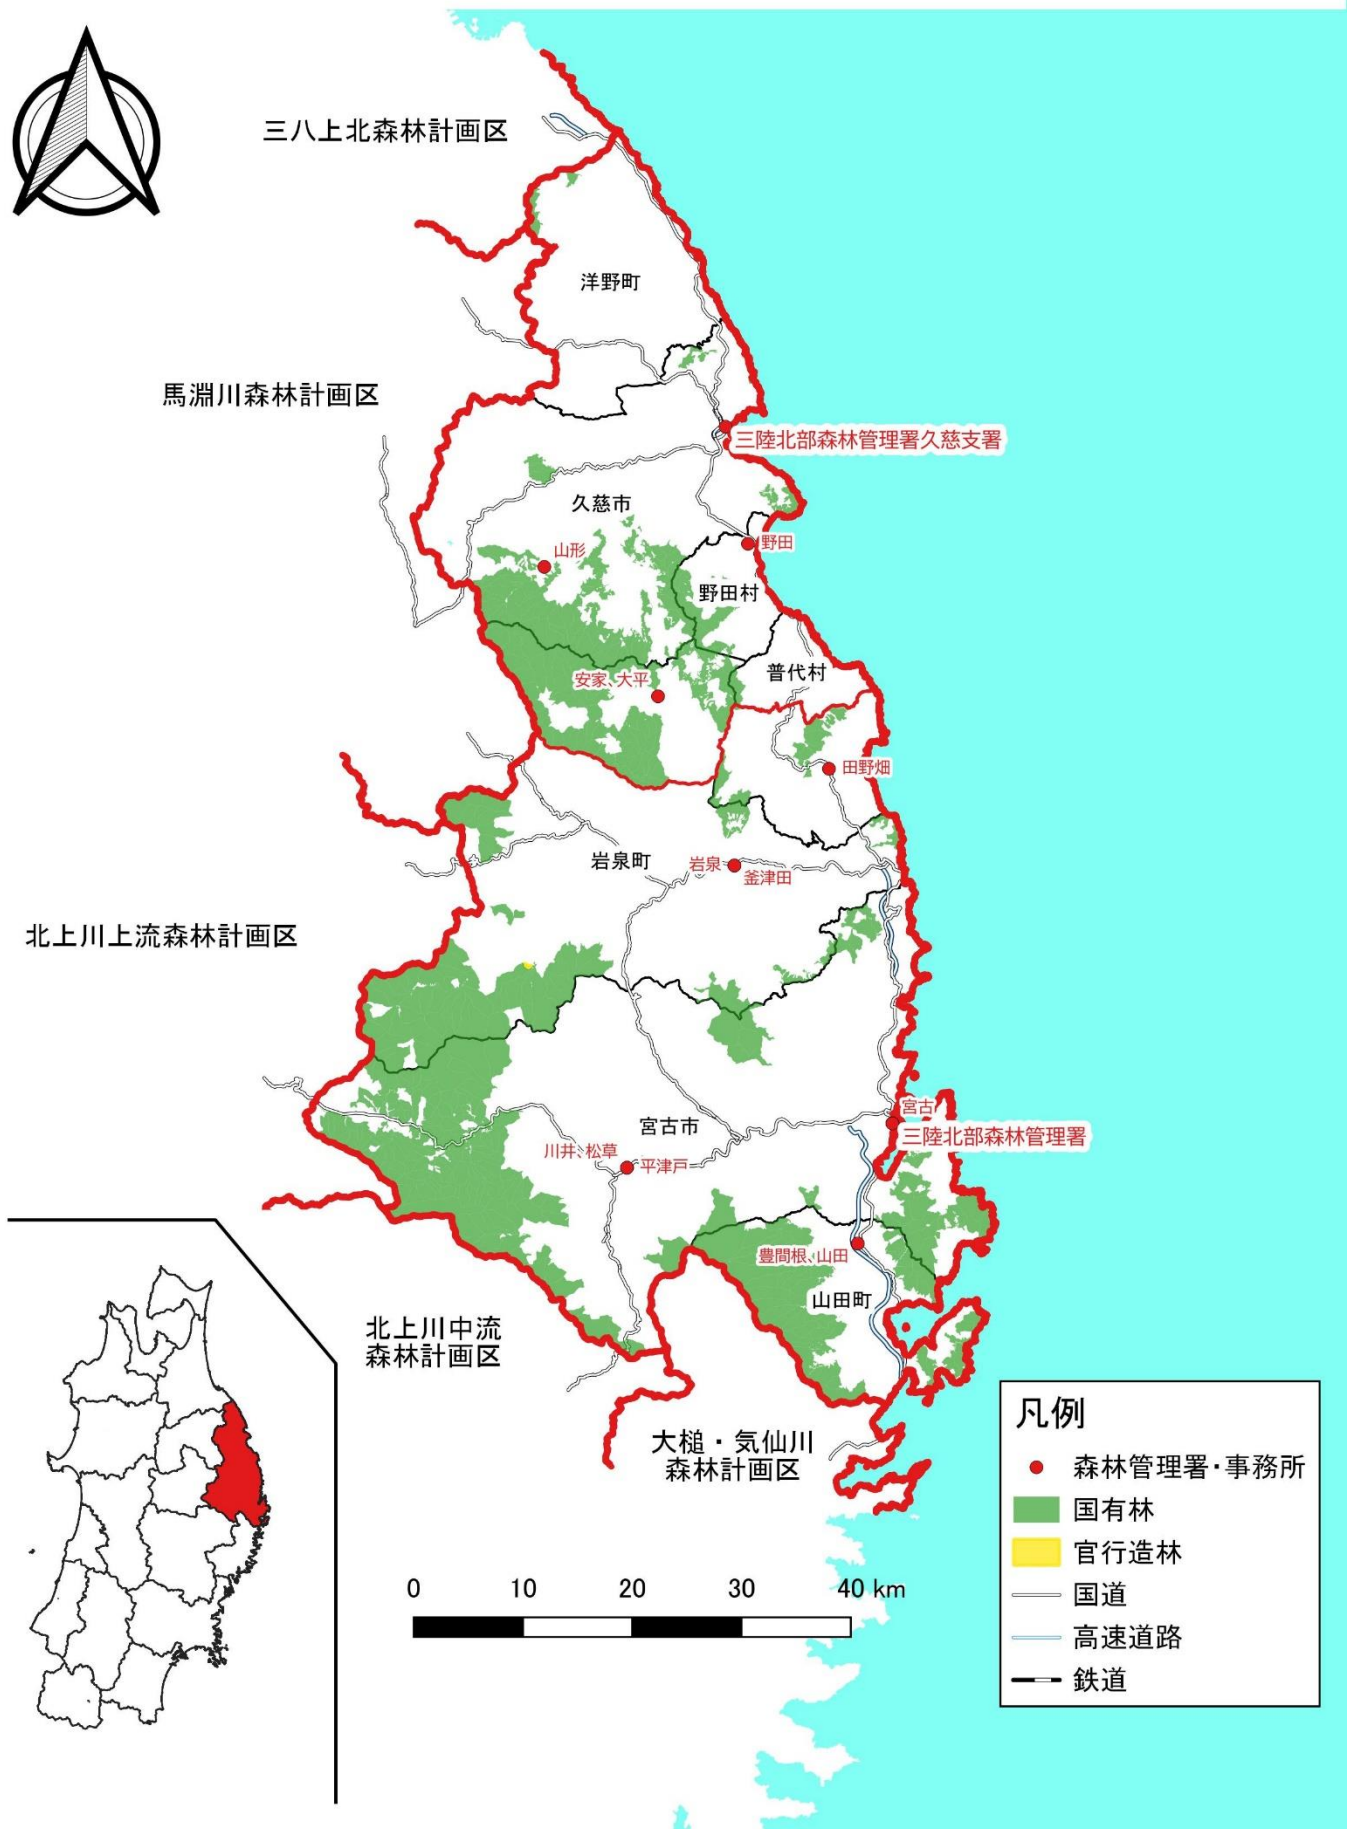 三八上北森林計画区
洋野町
馬淵川森林計画区
三陸北部森林管理署久慈支署
久慈市
山形
野田
野田村
普代村
安家、大平
田野畑
岩泉町
岩泉
釜津田
北上川上流森林計画区
宮古
三陸北部森林管理署
宮古市
川井、松草
平津戸
豊間根、山田
山田町
北上川中流
森林計画区
大槌・気仙川
森林計画区
凡例
森林管理署・事務所
国有林
官行造林
国道
高速道路
鉄道
0 10 20 30 40 km